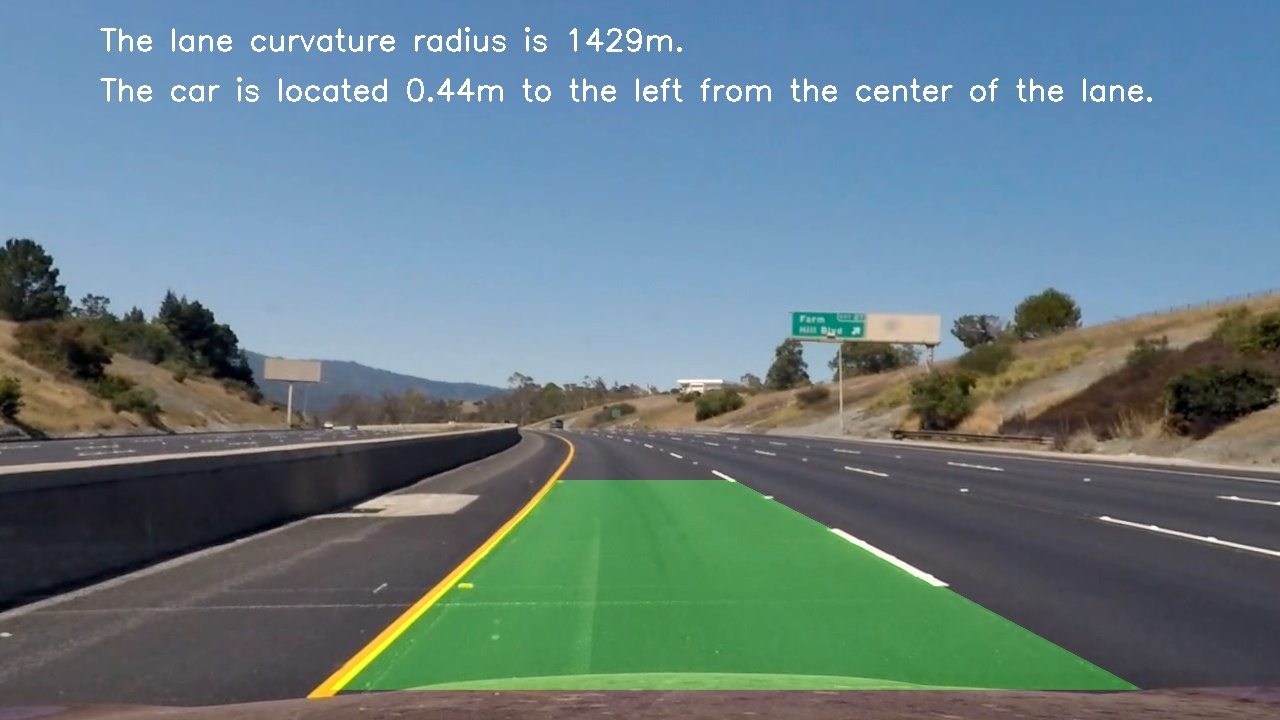 The lane curvature radius is 1429m.
The car is located 0.44m to the left from the center of the lane.
Farm
Hill Blvd